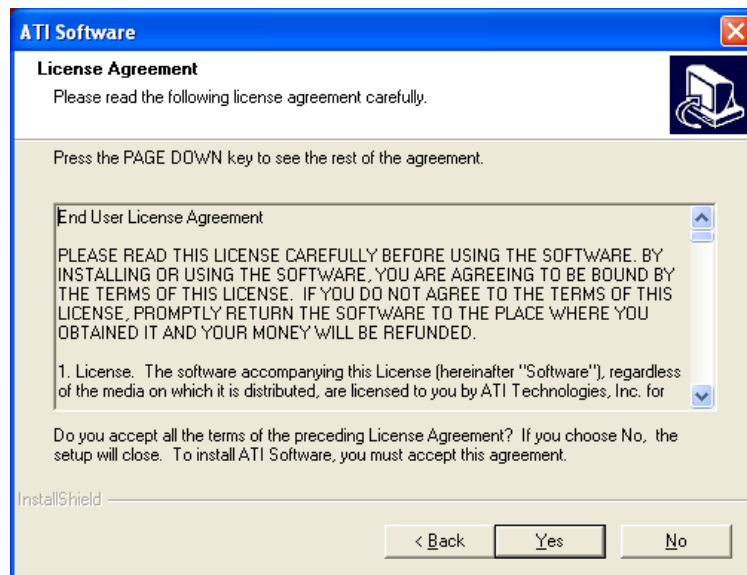 ATI Software
License Agreement
Please read the following license agreement carefully.
Press the PAGE DOWN key to see the rest of the agreement.
End User License Agreement
PLEASE READ THIS LICENSE CAREFULLY BEFORE USING THE SOFTWARE. BY
INSTALLING OR USING THE SOFTWARE, YOU ARE AGREEING TO BE BOUND BY
THE TERMS OF THIS LICENSE.  IF YOU DO NOT AGREE TO THE TERMS OF THIS
LICENSE, PROMPTLY RETURN THE SOFTWARE TO THE PLACE WHERE YOU
OBTAINED IT AND YOUR MONEY WILL BE REFUNDED.
1. License.  The software accompanying this License (hereinafter "Software"), regardless
of the media on which it is distributed, are licensed to you by ATI Technologies, Inc. for
Do you accept all the terms of the preceding License Agreement?  If you choose No,  the
setup will close.  To install ATI Software, you must accept this agreement.
InstallShield
< Back
Yes
No